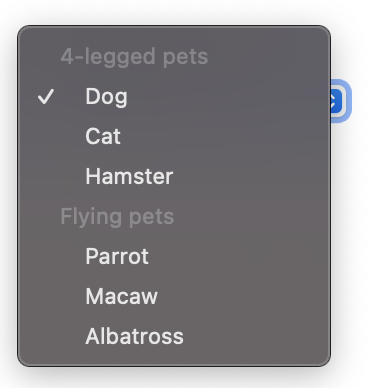 4-legged pets
Dog
Cat
Hamster
Flying pets
Parrot
Macaw
Albatross